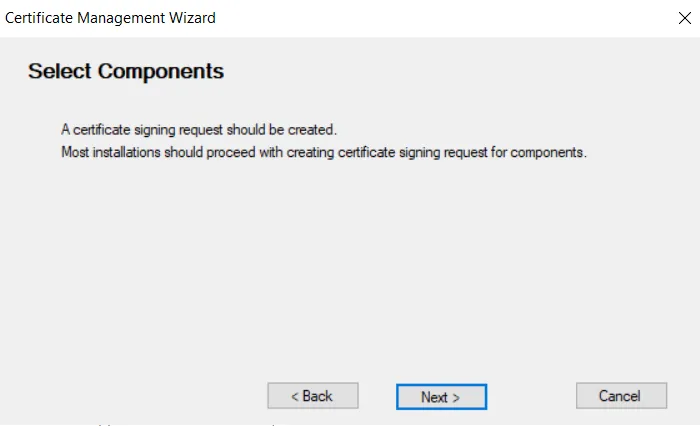 Certificate Management Wizard
Select Components
A certificate signing request should be created.
Most installations should proceed with creating certificate signing request for components.
< Back Next > Cancel